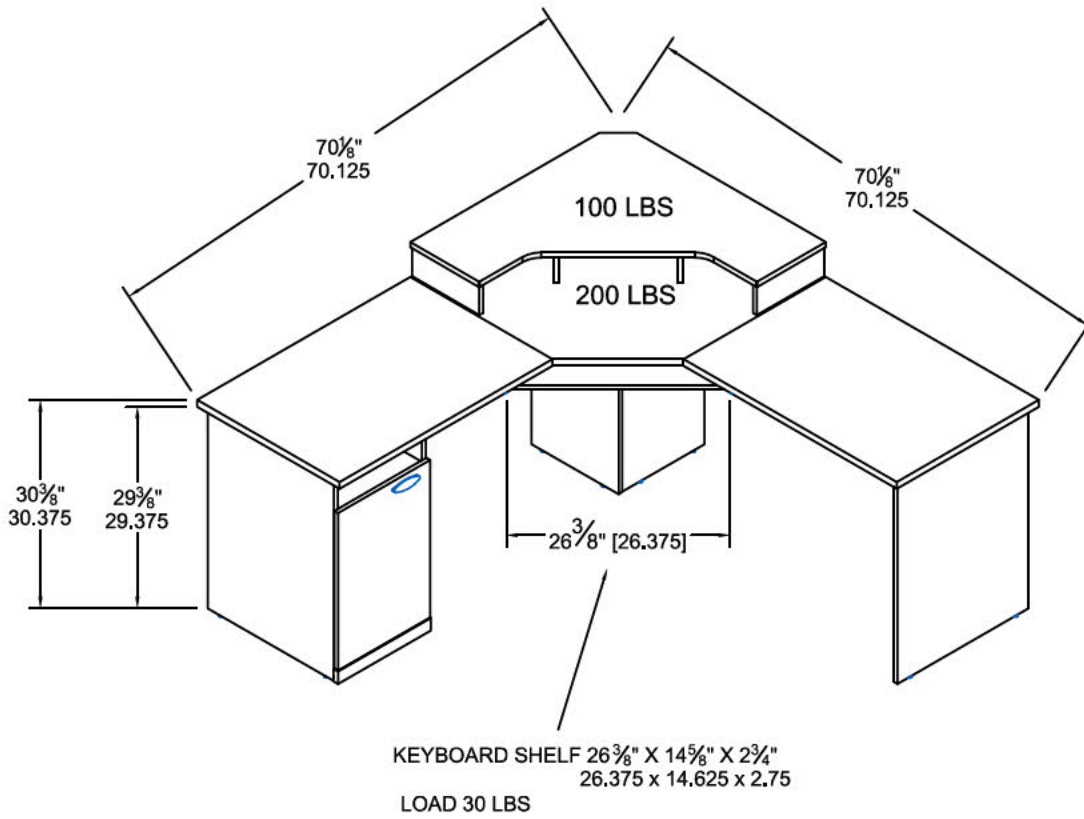 70⅛"
70.125
70⅛"
70.125
100 LBS
200 LBS
30⅜"
30.375
29⅜"
29.375
26⅜" [26.375]
KEYBOARD SHELF 26⅜" X 14⅝" X 2¾"
26.375 x 14.625 x 2.75
LOAD 30 LBS